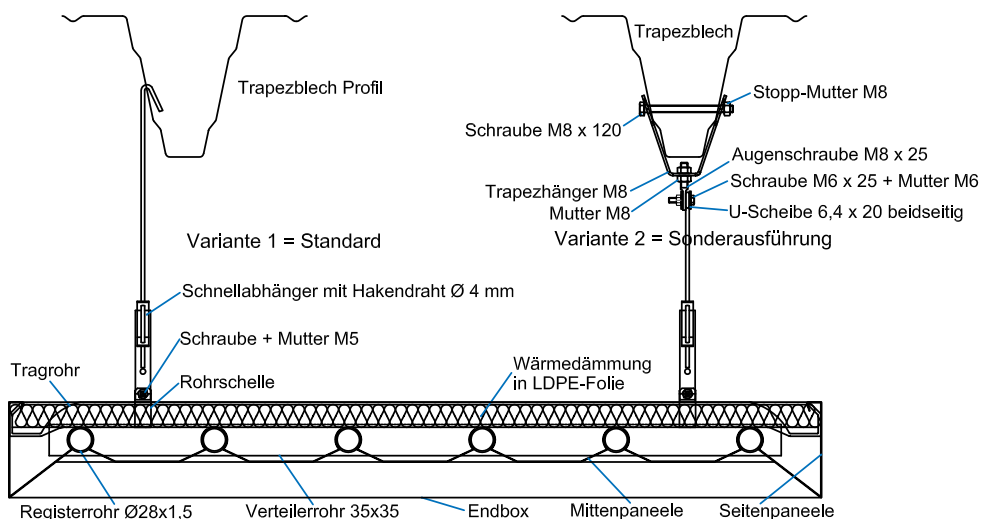 Trapezblech
Trapezblech Profil
Stopp-Mutter M8
Schraube M8 x 120
Augenschraube M8 x 25
Trapezhänger M8
Schraube M6 x 25 + Mutter M6
Mutter M8
U-Scheibe 6,4 x 20 beidseitig
Variante 1 = Standard
Variante 2 = Sonderausführung
Schnellabhänger mit Hakendraht Ø 4 mm
Schraube + Mutter M5
Tragrohr
Rohrschelle
Wärmedämmung
in LDPE-Folie
Registerrohr Ø28x1,5
Verteilerrohr 35x35
Endbox
Mittenpaneele
Seitenpaneele